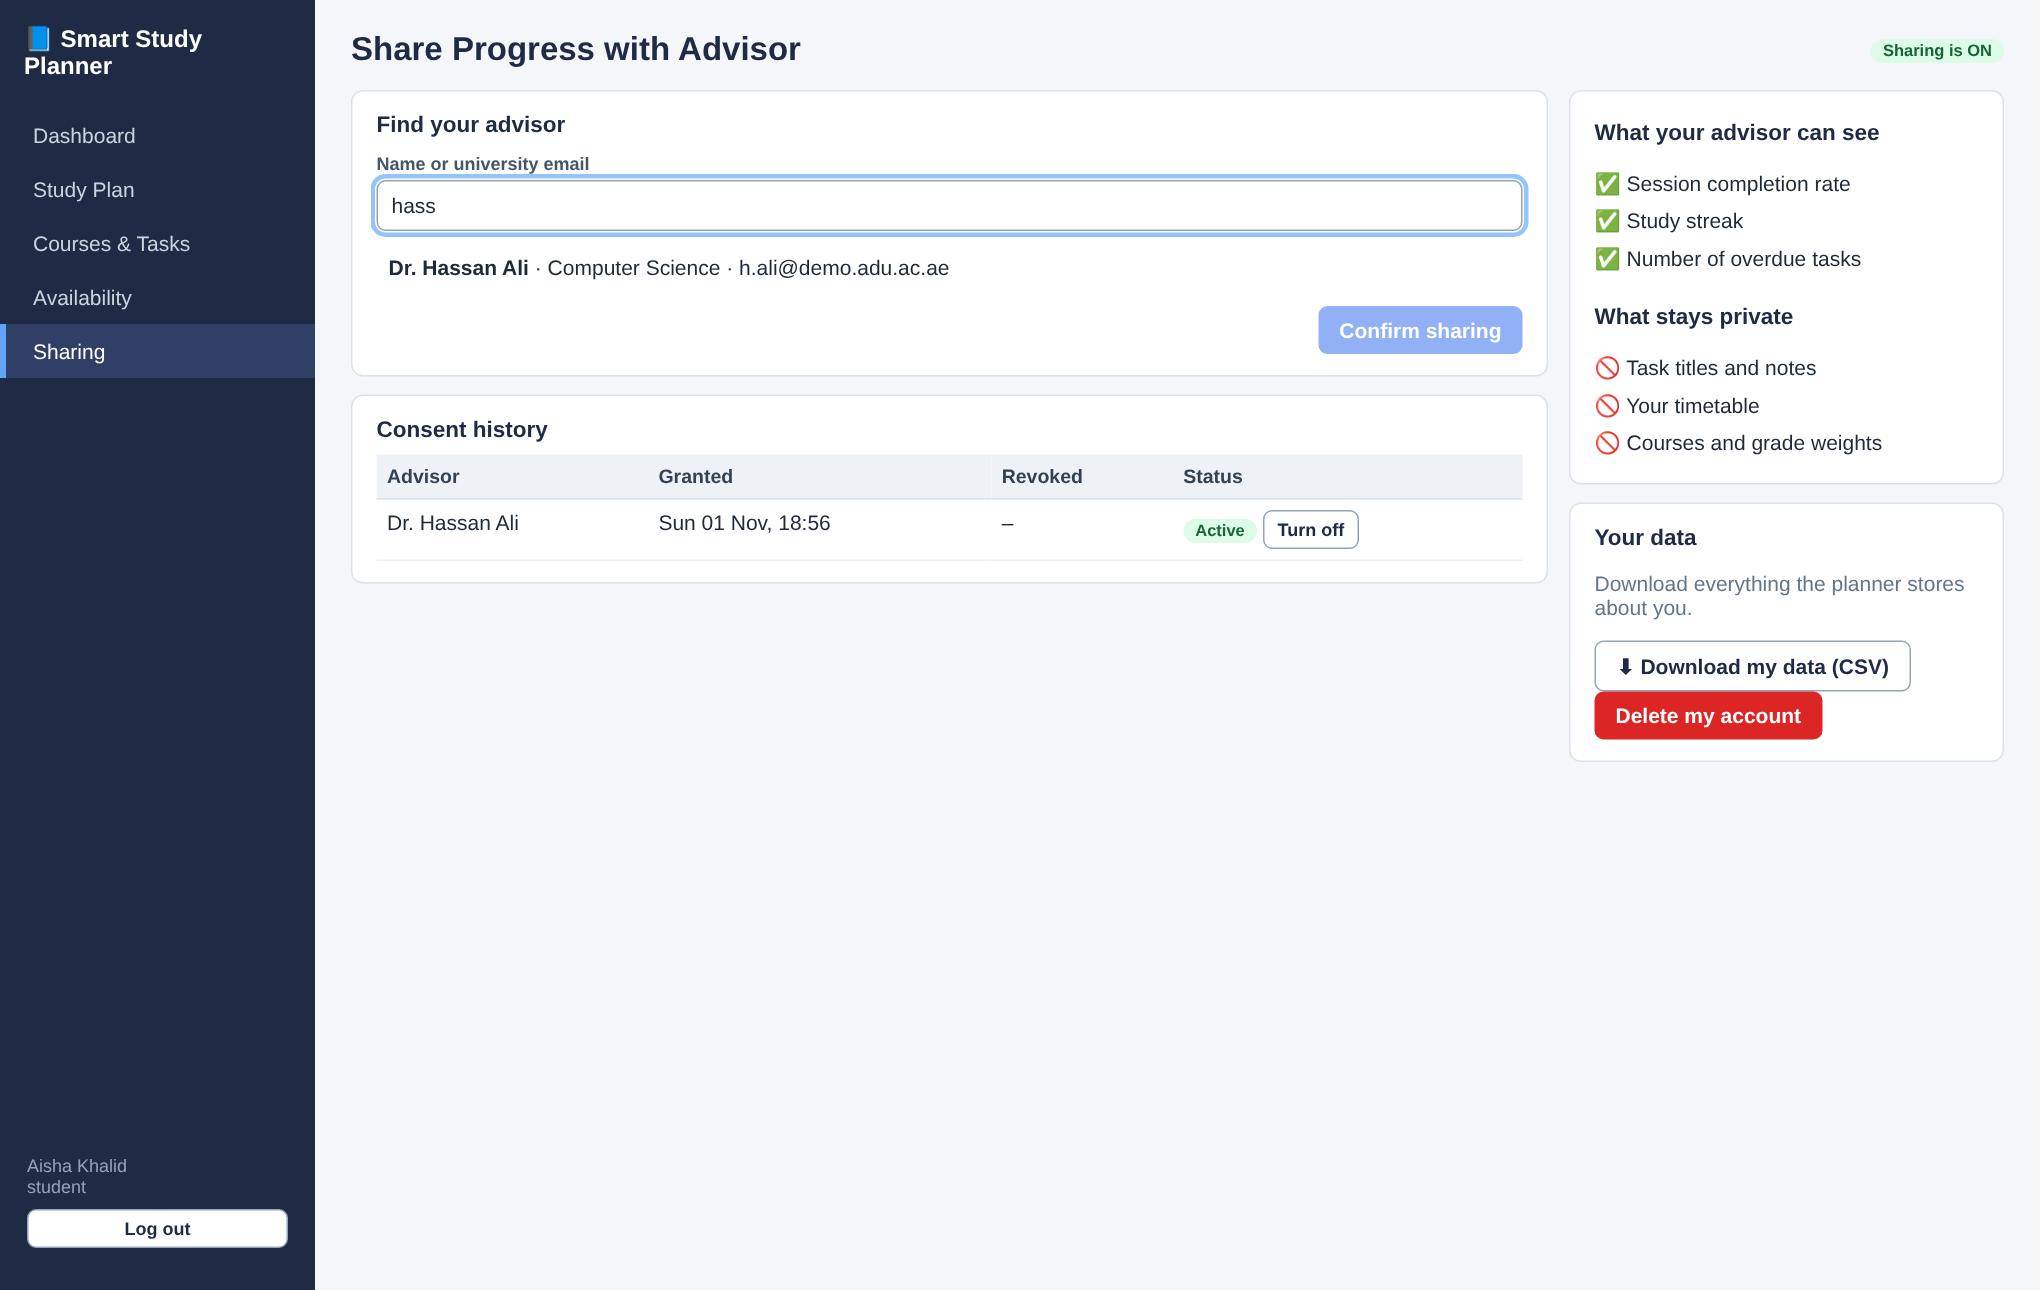 📘 Smart Study
Planner
Dashboard
Study Plan
Courses & Tasks
Availability
Sharing
Aisha Khalid
student
Log out
Share Progress with Advisor
Sharing is ON
Find your advisor
Name or university email
hass
Dr. Hassan Ali · Computer Science · h.ali@demo.adu.ac.ae
Confirm sharing
Consent history
Advisor Granted Revoked Status
Dr. Hassan Ali Sun 01 Nov, 18:56 – Active Turn off
What your advisor can see
✅ Session completion rate
✅ Study streak
✅ Number of overdue tasks
What stays private
🚫 Task titles and notes
🚫 Your timetable
🚫 Courses and grade weights
Your data
Download everything the planner stores
about you.
⬇ Download my data (CSV)
Delete my account